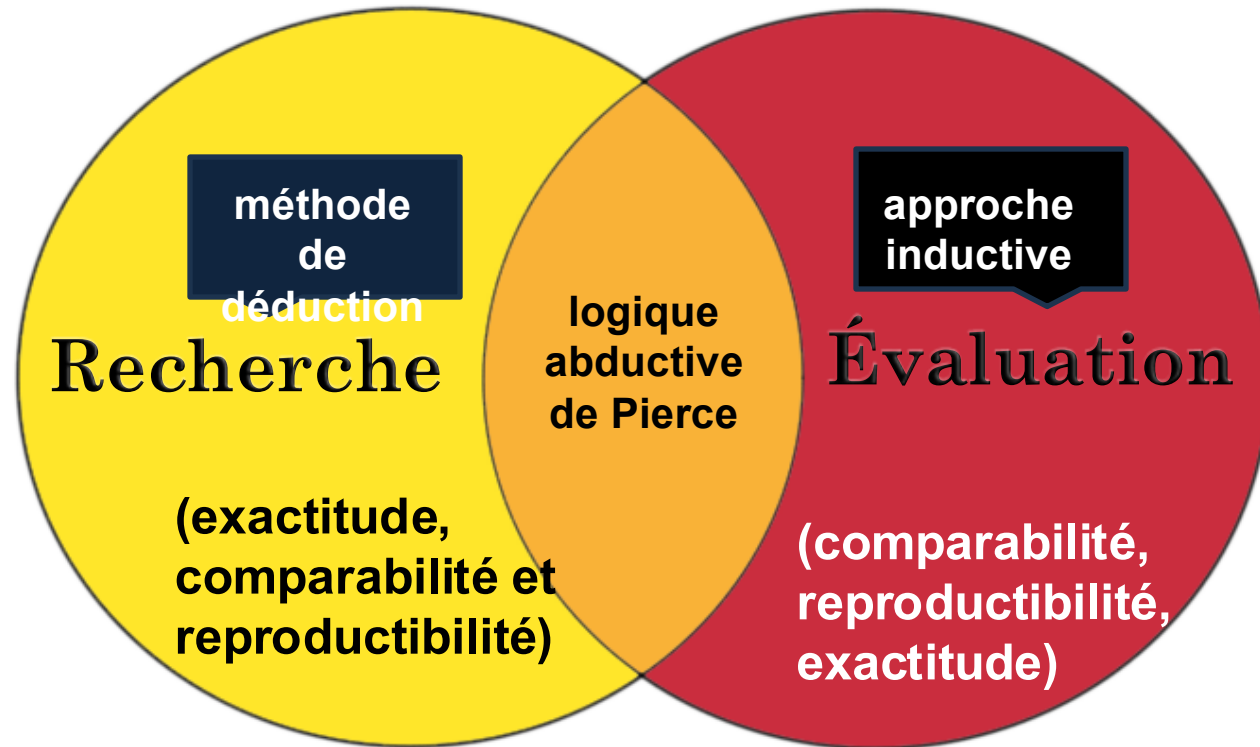 méthode
de
déduction
Recherche
(exactitude,
comparabilité et
reproductibilité)
logique
abductive
de Pierce
approche
inductive
Évaluation
(comparabilité,
reproductibilité,
exactitude)